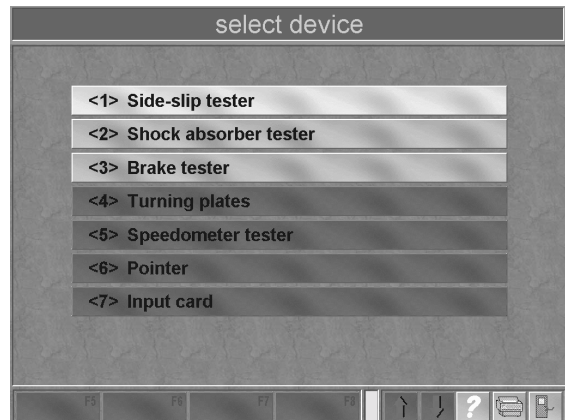 select device
<1> Side-slip tester
<2> Shock absorber tester
<3> Brake tester
<4> Turning plates
<5> Speedometer tester
<6> Pointer
<7> Input card
F5 F6 F7 F8 ?